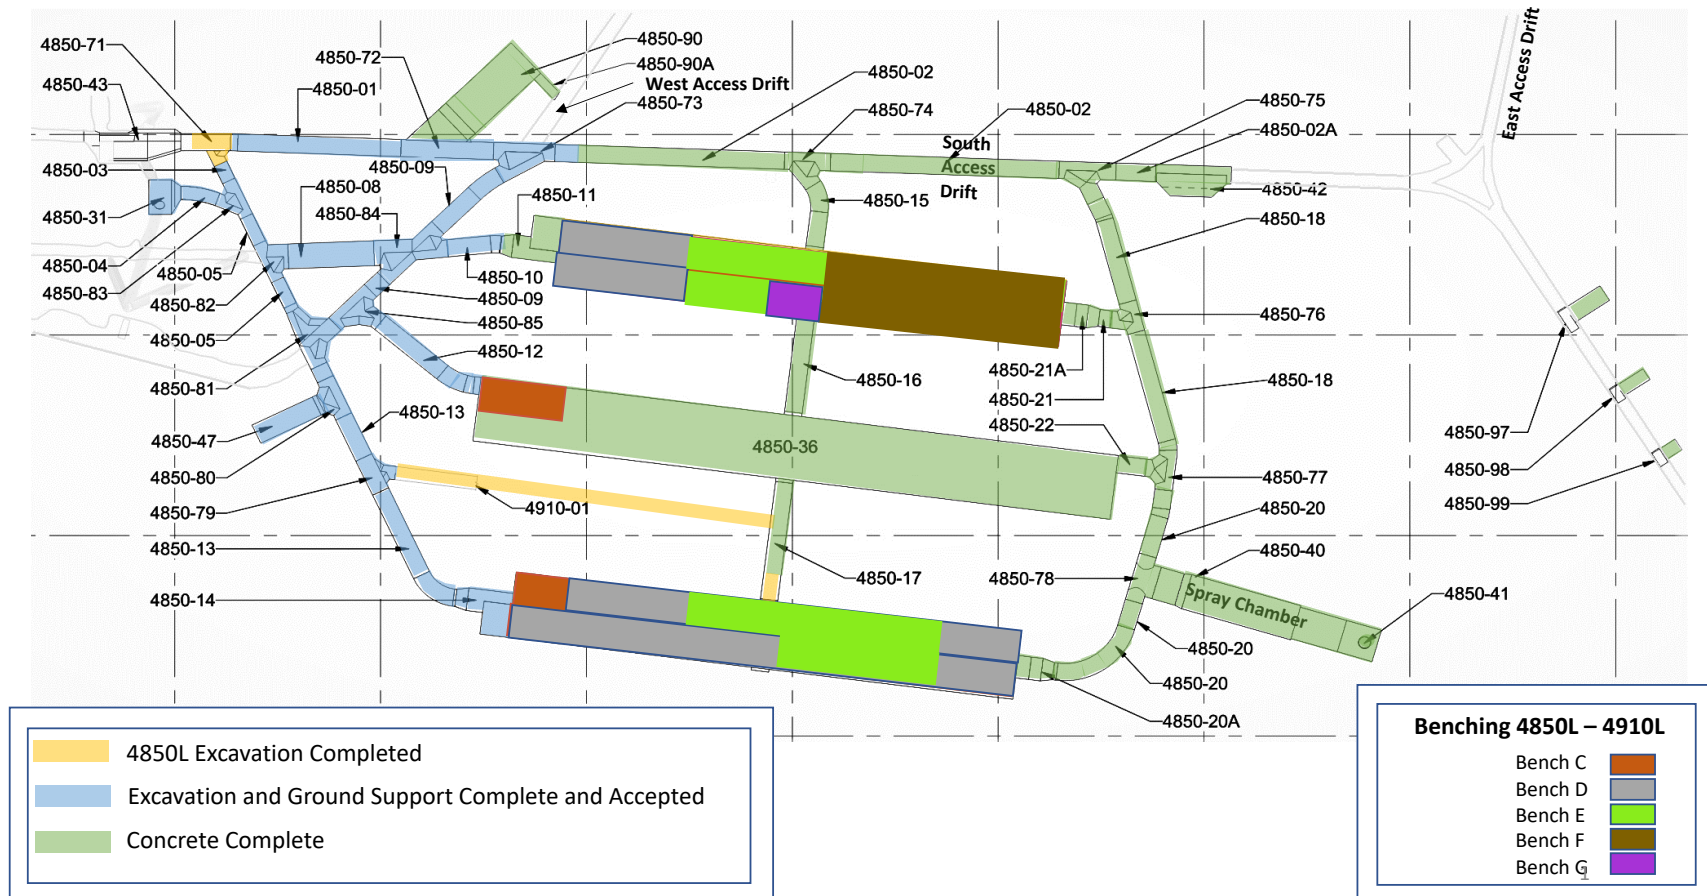 4850-71
4850-43
4850-72
4850-01
4850-90
4850-90A
West Access Drift
4850-73
4850-02
4850-74
4850-02
4850-75
4850-02A
East Access Drift
South
Access
Drift
4850-03
4850-09
4850-08
4850-84
4850-11
4850-15
4850-42
4850-31
4850-18
4850-04
4850-05
4850-83
4850-10
4850-82
4850-09
4850-85
4850-76
4850-05
4850-12
4850-21A
4850-16
4850-18
4850-81
4850-21
4850-13
4850-22
4850-47
4850-36
4850-97
4850-80
4850-98
4850-77
4850-99
4910-01
4850-79
4850-20
4850-13
4850-40
4850-17
4850-78
4850-14
Spray Chamber
4850-41
4850-20
4850-20
4850-20A
4850L Excavation Completed
Excavation and Ground Support Complete and Accepted
Concrete Complete
Benching 4850L – 4910L
Bench C
Bench D
Bench E
Bench F
Bench G
1